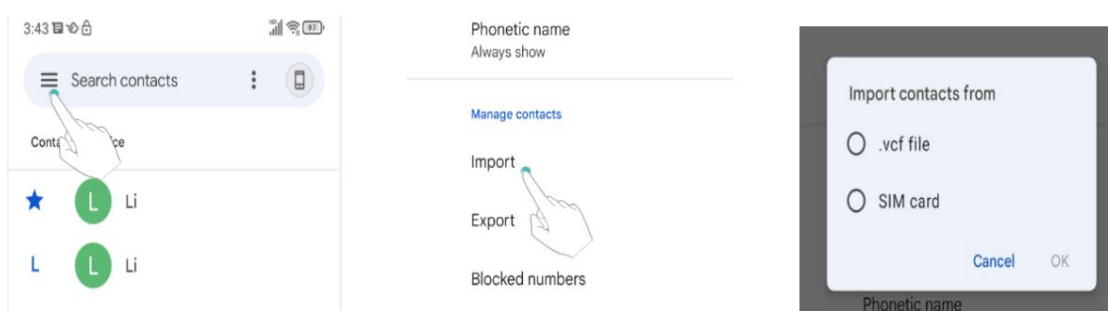 3:43
97
Search contacts
Li
L
Li
L
L
Phonetic name
Always show
Manage contacts
Import
Export
Blocked numbers
Import contacts from
.vcf file
SIM card
Cancel OK
Phonetic name